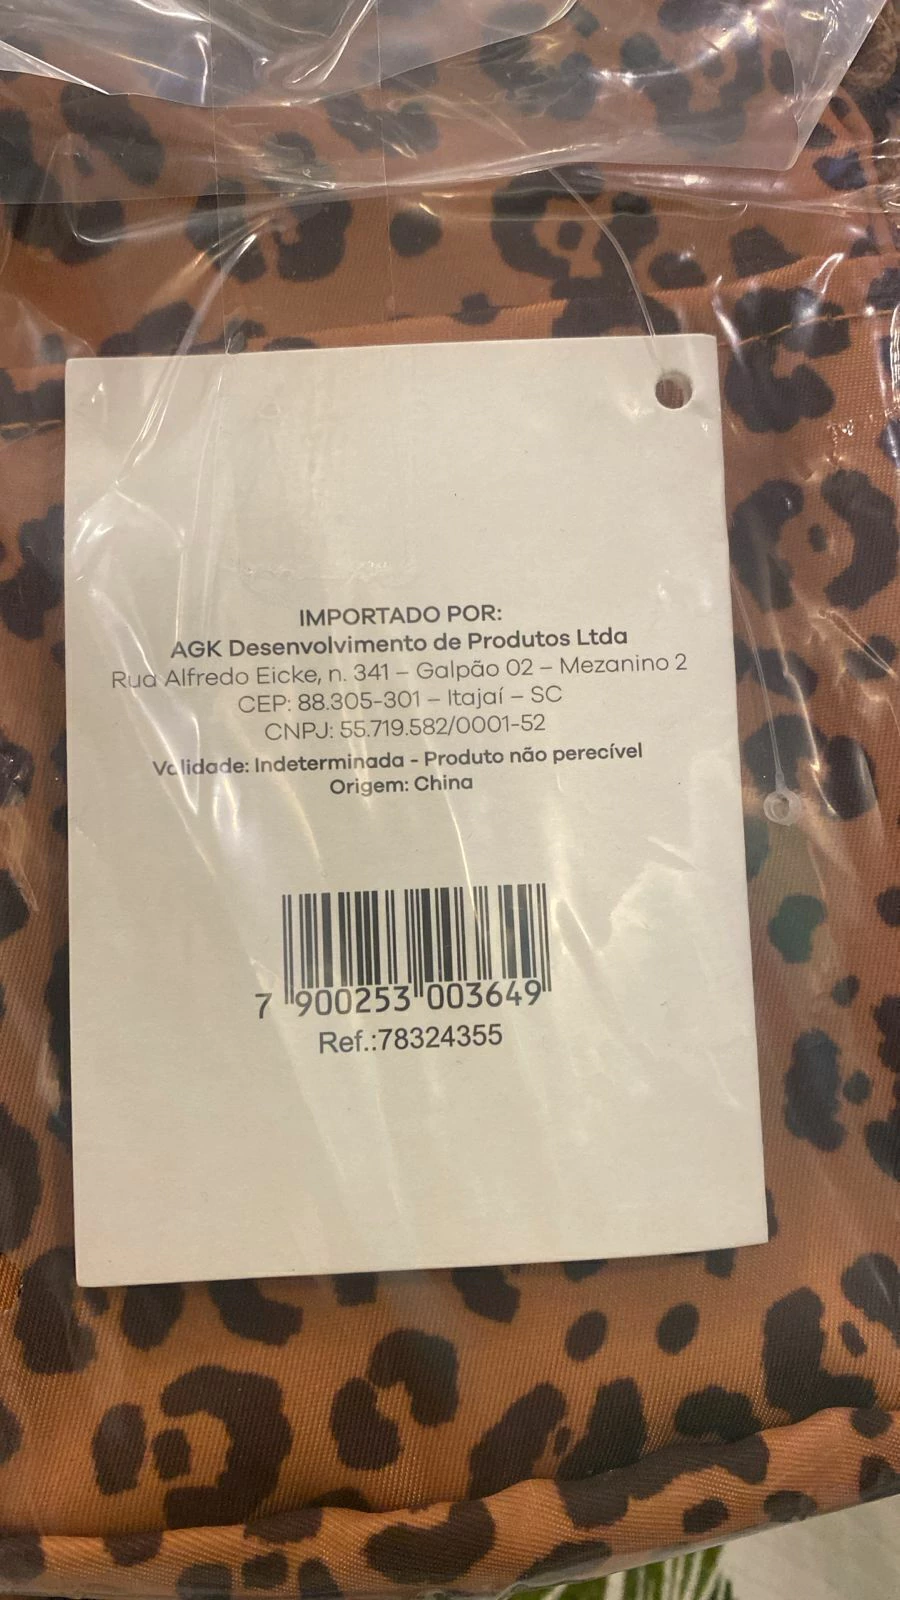 IMPORTADO POR:
AGK Desenvolvimento de Produtos Ltda
Rua Alfredo Eicke, n. 341 – Galpão 02 – Mezanino 2
CEP: 88.305-301 – Itajaí – SC
CNPJ: 55.719.582/0001-52
Validade: Indeterminada - Produto não perecível
Origem: China
7 900253 003649
Ref.:78324355